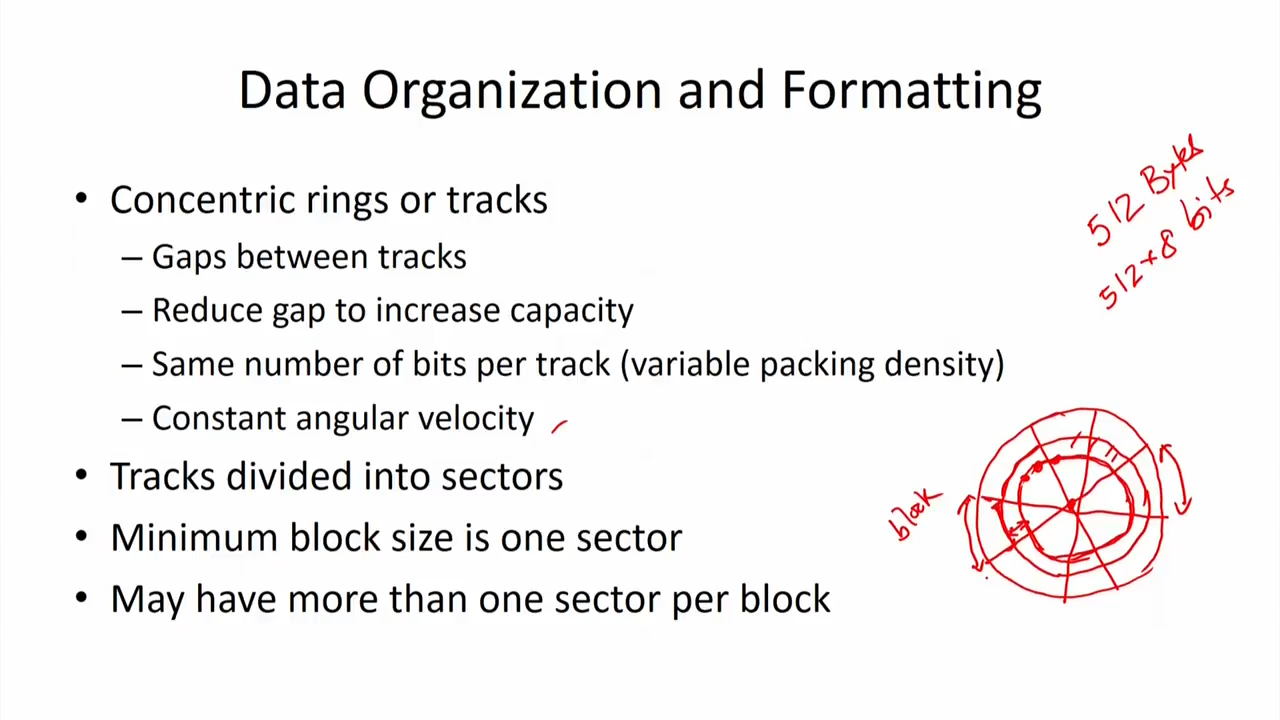 Data Organization and Formatting
• Concentric rings or tracks
– Gaps between tracks
– Reduce gap to increase capacity
– Same number of bits per track (variable packing density)
– Constant angular velocity
• Tracks divided into sectors
• Minimum block size is one sector
• May have more than one sector per block
512 Bytes
512*8 bits
block